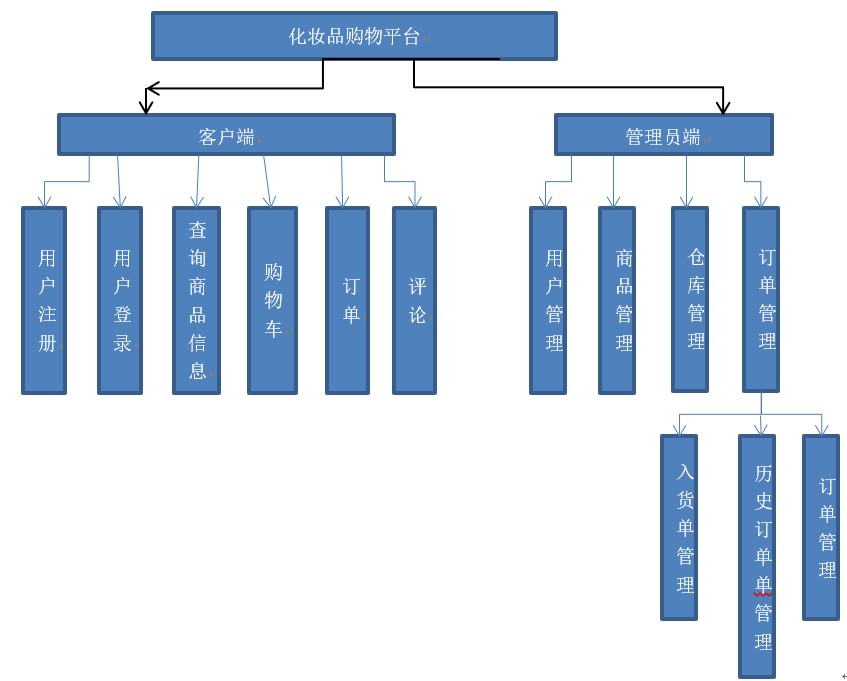 化妆品购物平台
客户端
管理员端
用户注册
用户登录
查询商品信息
购物车
订单
评论
用户管理
商品管理
仓库管理
订单管理
入货单管理
历史订单单管理
订单管理